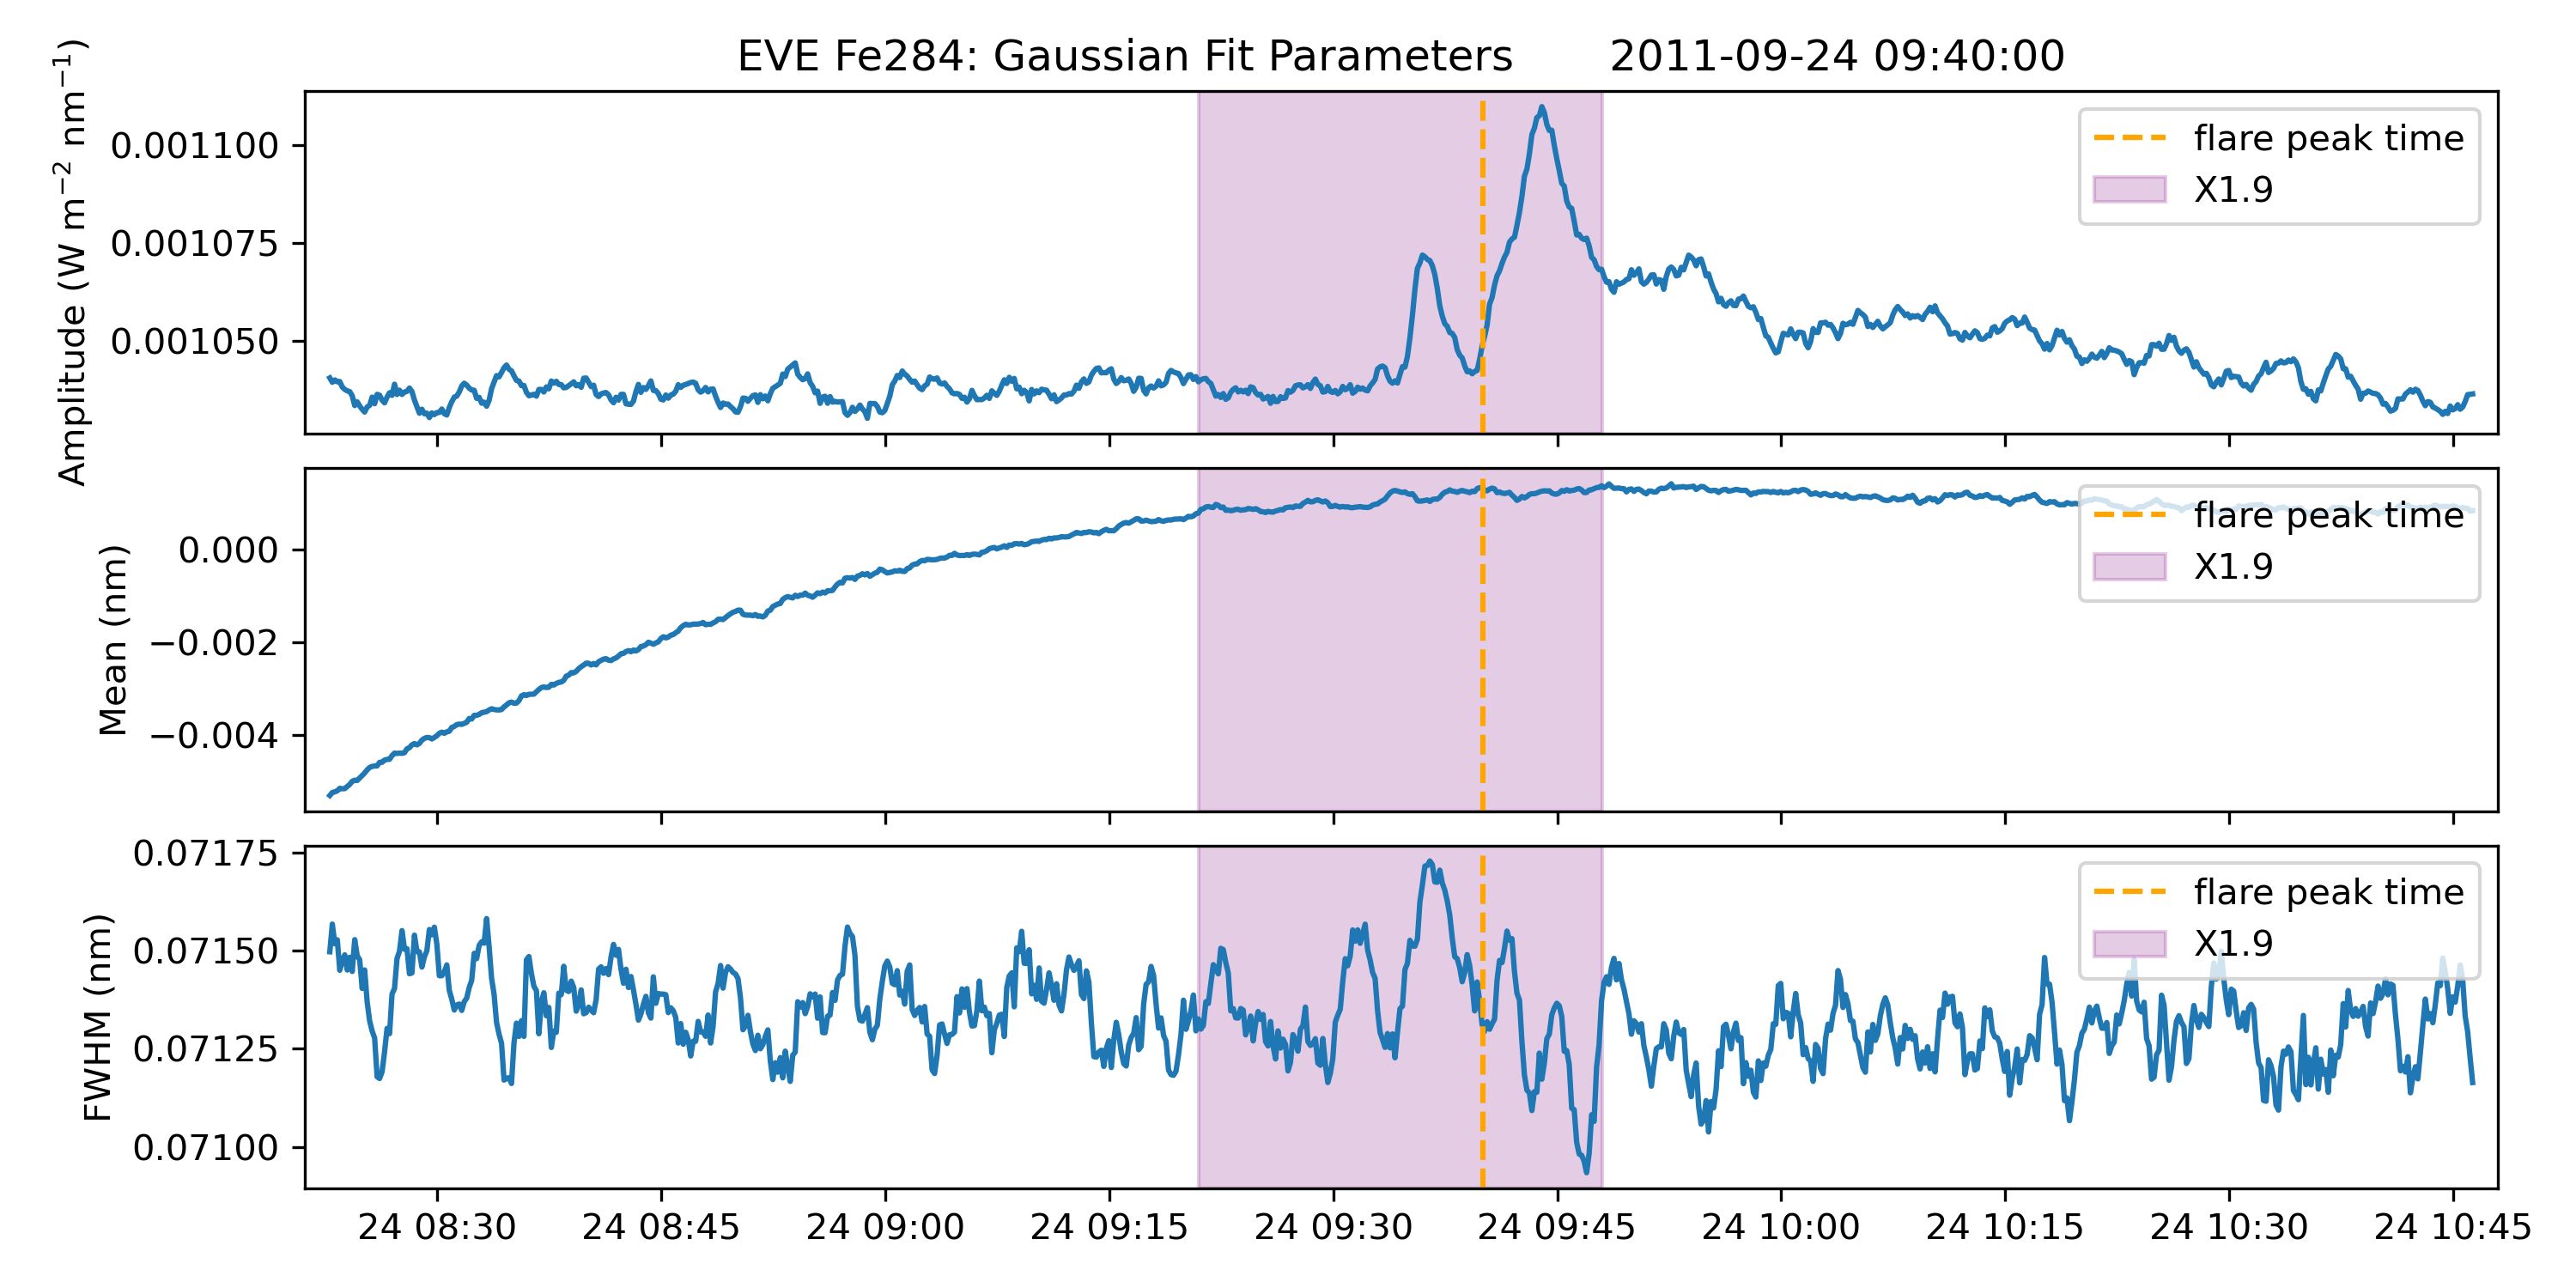 EVE Fe284: Gaussian Fit Parameters 2011-09-24 09:40:00
Amplitude (W m⁻² nm⁻¹)
0.001100
0.001075
0.001050
flare peak time
X1.9
Mean (nm)
0.000
−0.002
−0.004
flare peak time
X1.9
FWHM (nm)
0.07175
0.07150
0.07125
0.07100
flare peak time
X1.9
24 08:30 24 08:45 24 09:00 24 09:15 24 09:30 24 09:45 24 10:00 24 10:15 24 10:30 24 10:45